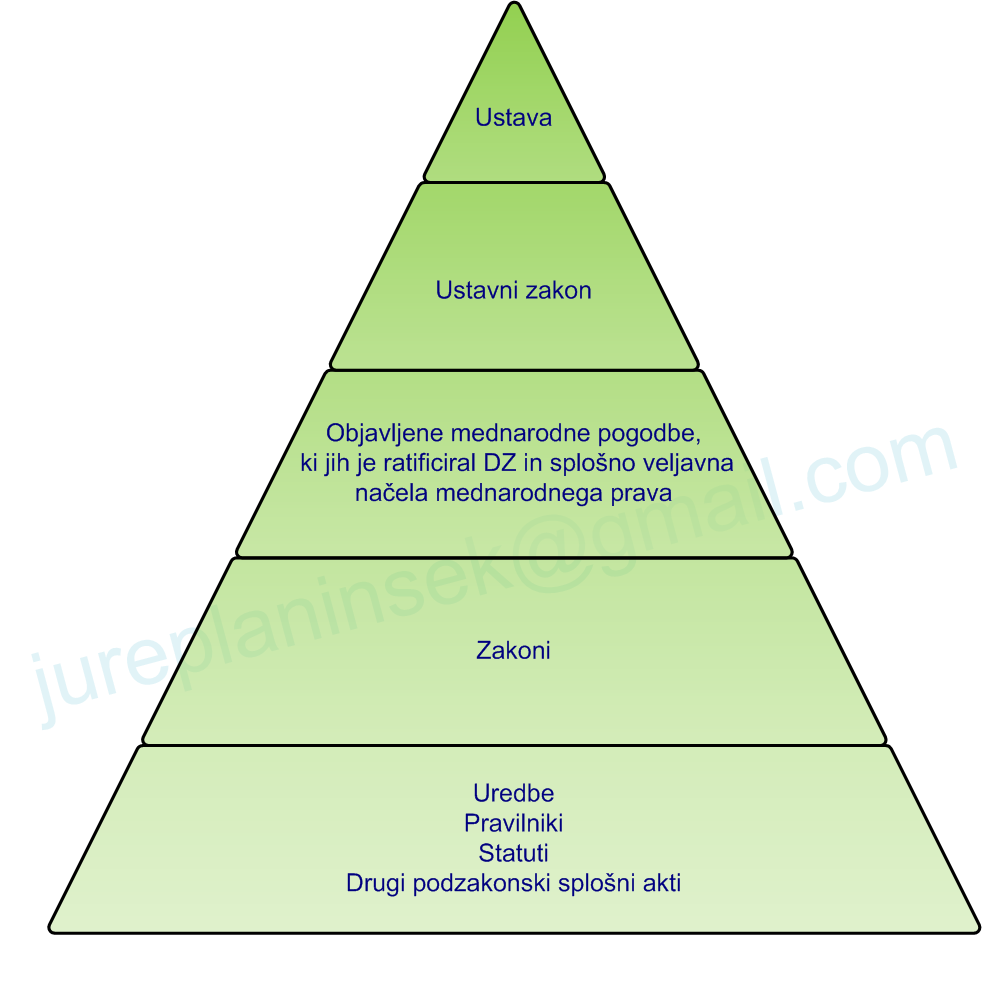 Ustava
Ustavni zakon
Objavljene mednarodne pogodbe,
ki jih je ratificiral DZ in splošno veljavna
načela mednarodnega prava
Zakoni
Uredbe
Pravilniki
Statuti
Drugi podzakonski splošni akti
jureplaninsek@gmail.com